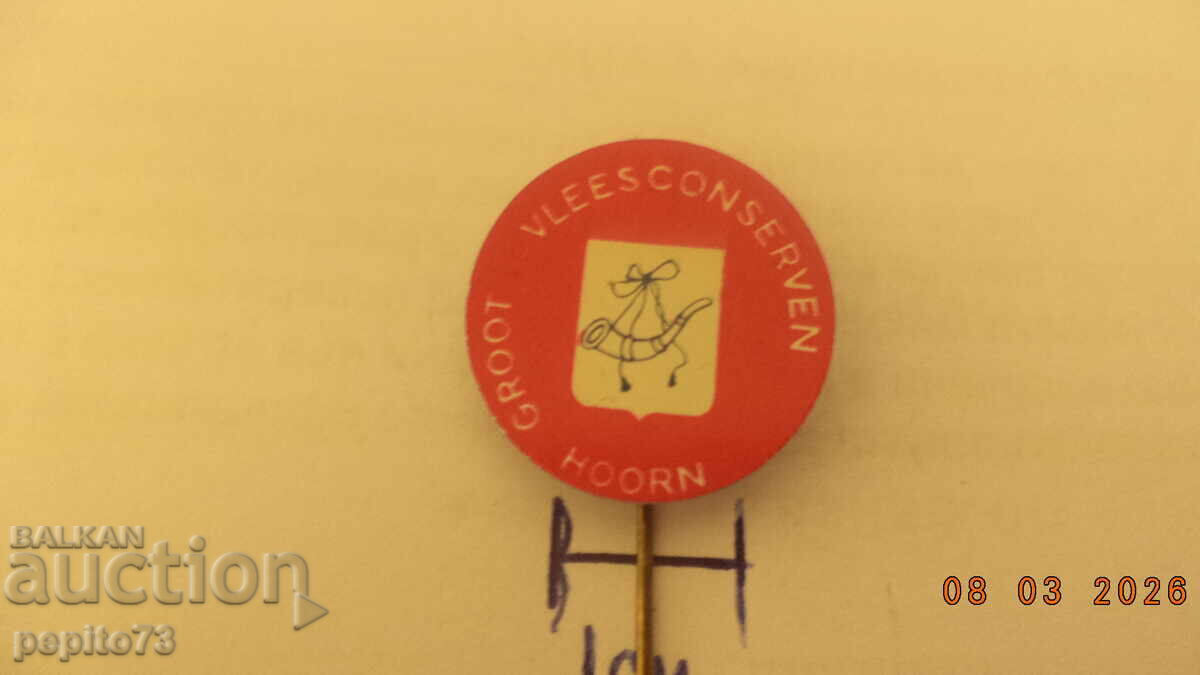 GROOT VLEESCONSERVEN
HOORN
08 03 2026
BALKAN
auction
pepito73